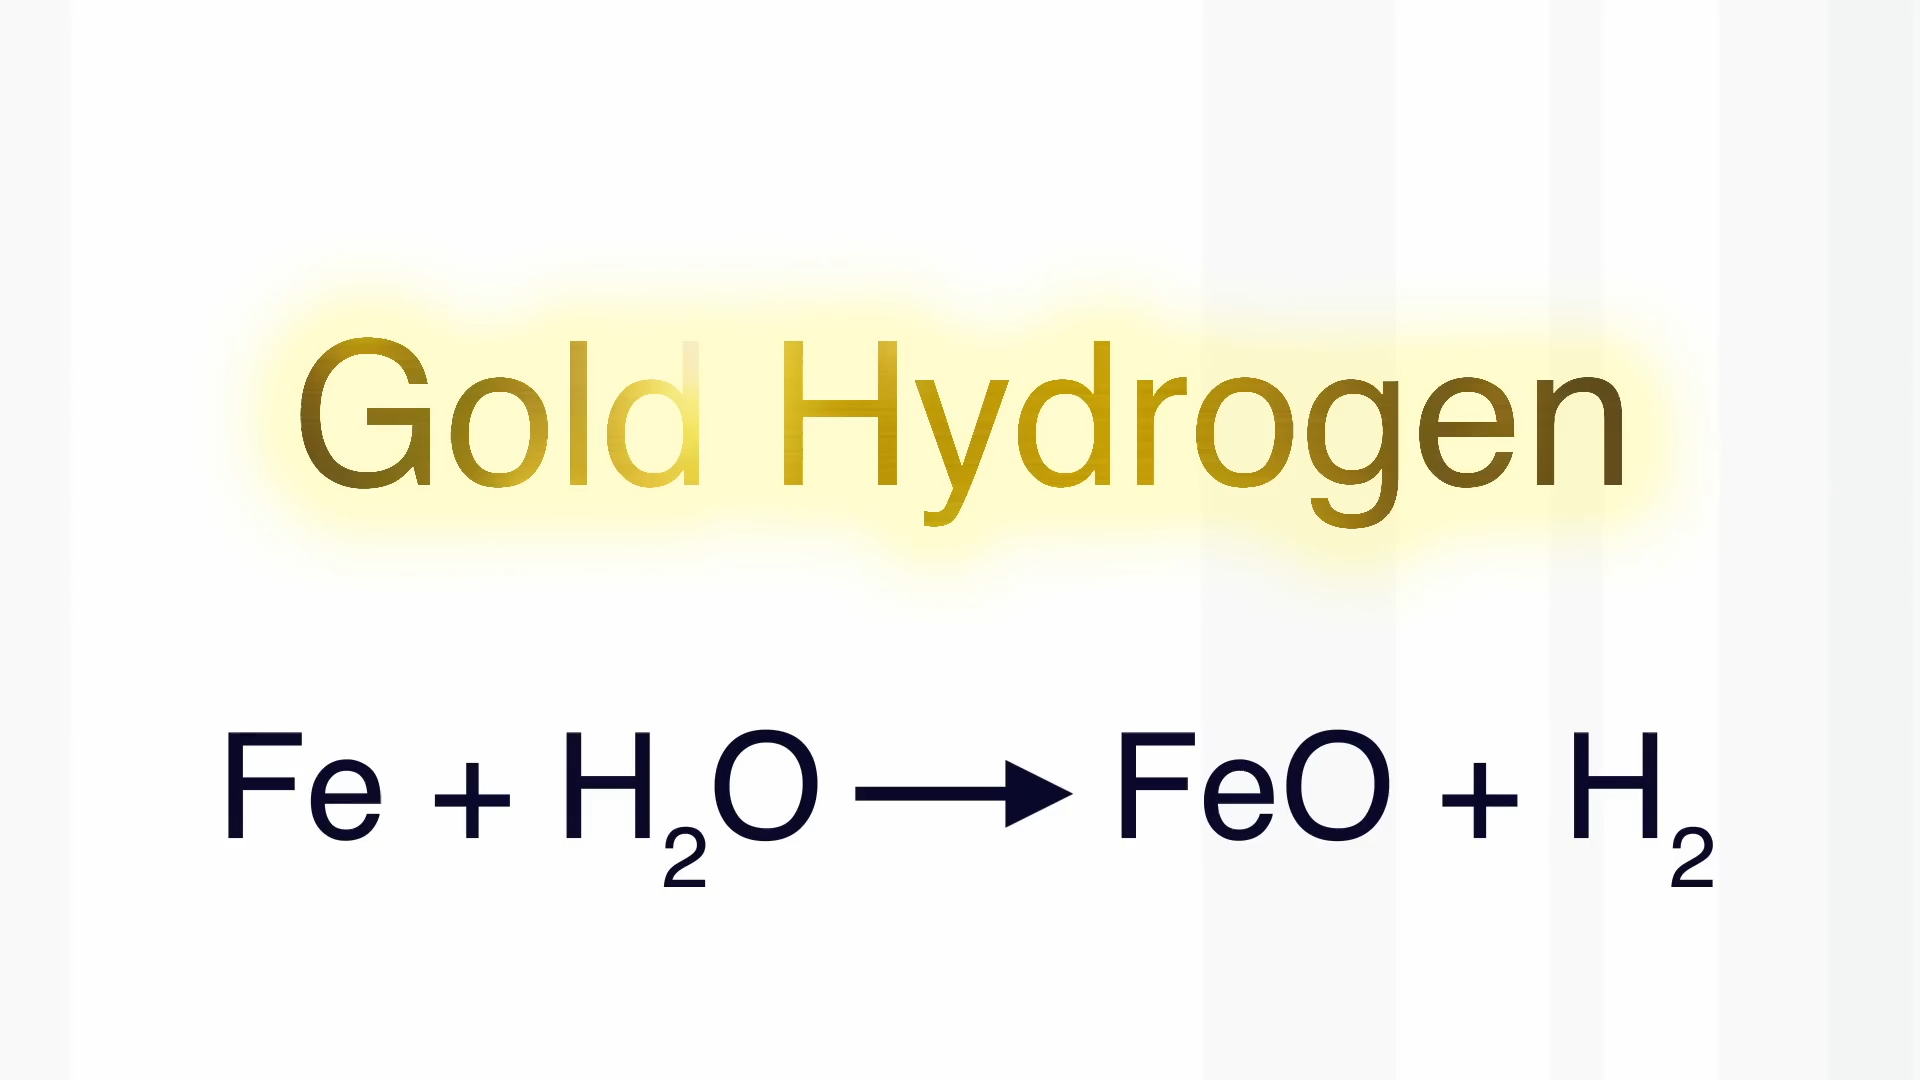 Gold Hydrogen
Fe + H₂O → FeO + H₂